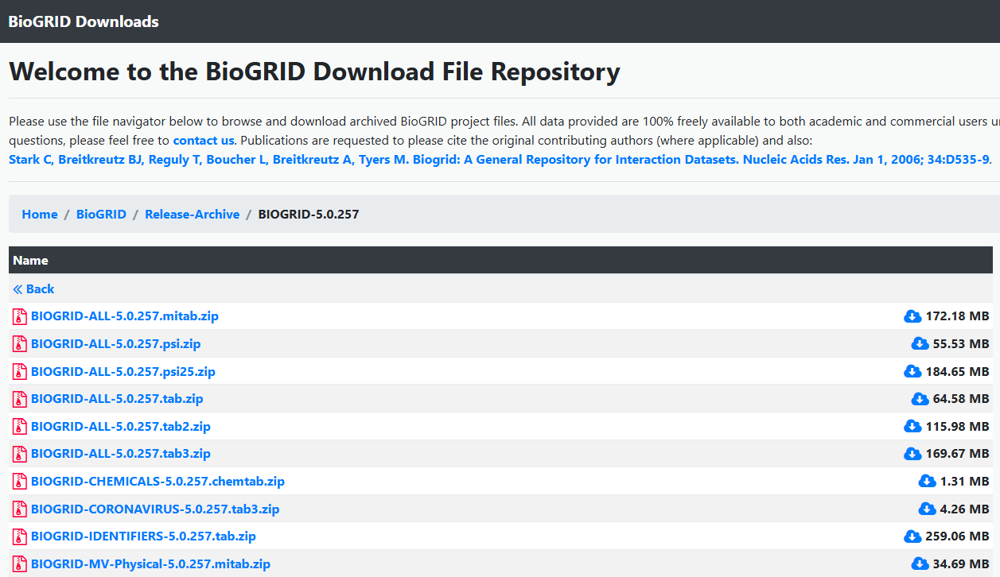 BioGRID Downloads
Welcome to the BioGRID Download File Repository
Please use the file navigator below to browse and download archived BioGRID project files. All data provided are 100% freely available to both academic and commercial users
questions, please feel free to contact us. Publications are requested to please cite the original contributing authors (where applicable) and also:
Stark C, Breitkreutz BJ, Reguly T, Boucher L, Breitkreutz A, Tyers M. Biogrid: A General Repository for Interaction Datasets. Nucleic Acids Res. Jan 1, 2006; 34:D535-9.
Home / BioGRID / Release-Archive / BIOGRID-5.0.257
Name
Back
BIOGRID-ALL-5.0.257.mitab.zip 172.18 MB
BIOGRID-ALL-5.0.257.psi.zip 55.53 MB
BIOGRID-ALL-5.0.257.psi25.zip 184.65 MB
BIOGRID-ALL-5.0.257.tab.zip 64.58 MB
BIOGRID-ALL-5.0.257.tab2.zip 115.98 MB
BIOGRID-ALL-5.0.257.tab3.zip 169.67 MB
BIOGRID-CHEMICALS-5.0.257.chemtab.zip 1.31 MB
BIOGRID-CORONAVIRUS-5.0.257.tab3.zip 4.26 MB
BIOGRID-IDENTIFIERS-5.0.257.tab.zip 259.06 MB
BIOGRID-MV-Physical-5.0.257.mitab.zip 34.69 MB